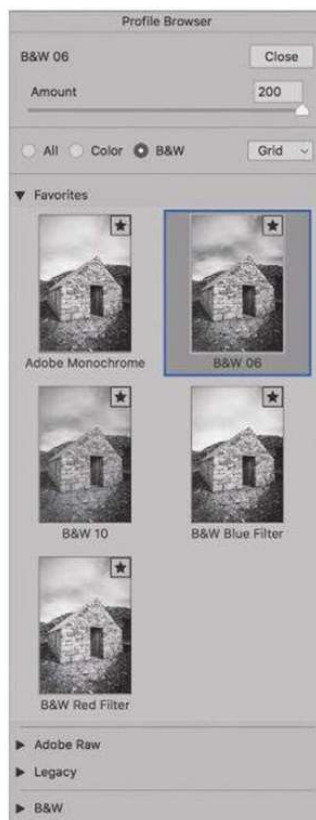 Profile Browser
B&W 06
Close
Amount
200
All Color B&W
Grid
Favorites
Adobe Monochrome
B&W 06
B&W 10
B&W Blue Filter
B&W Red Filter
Adobe Raw
Legacy
B&W